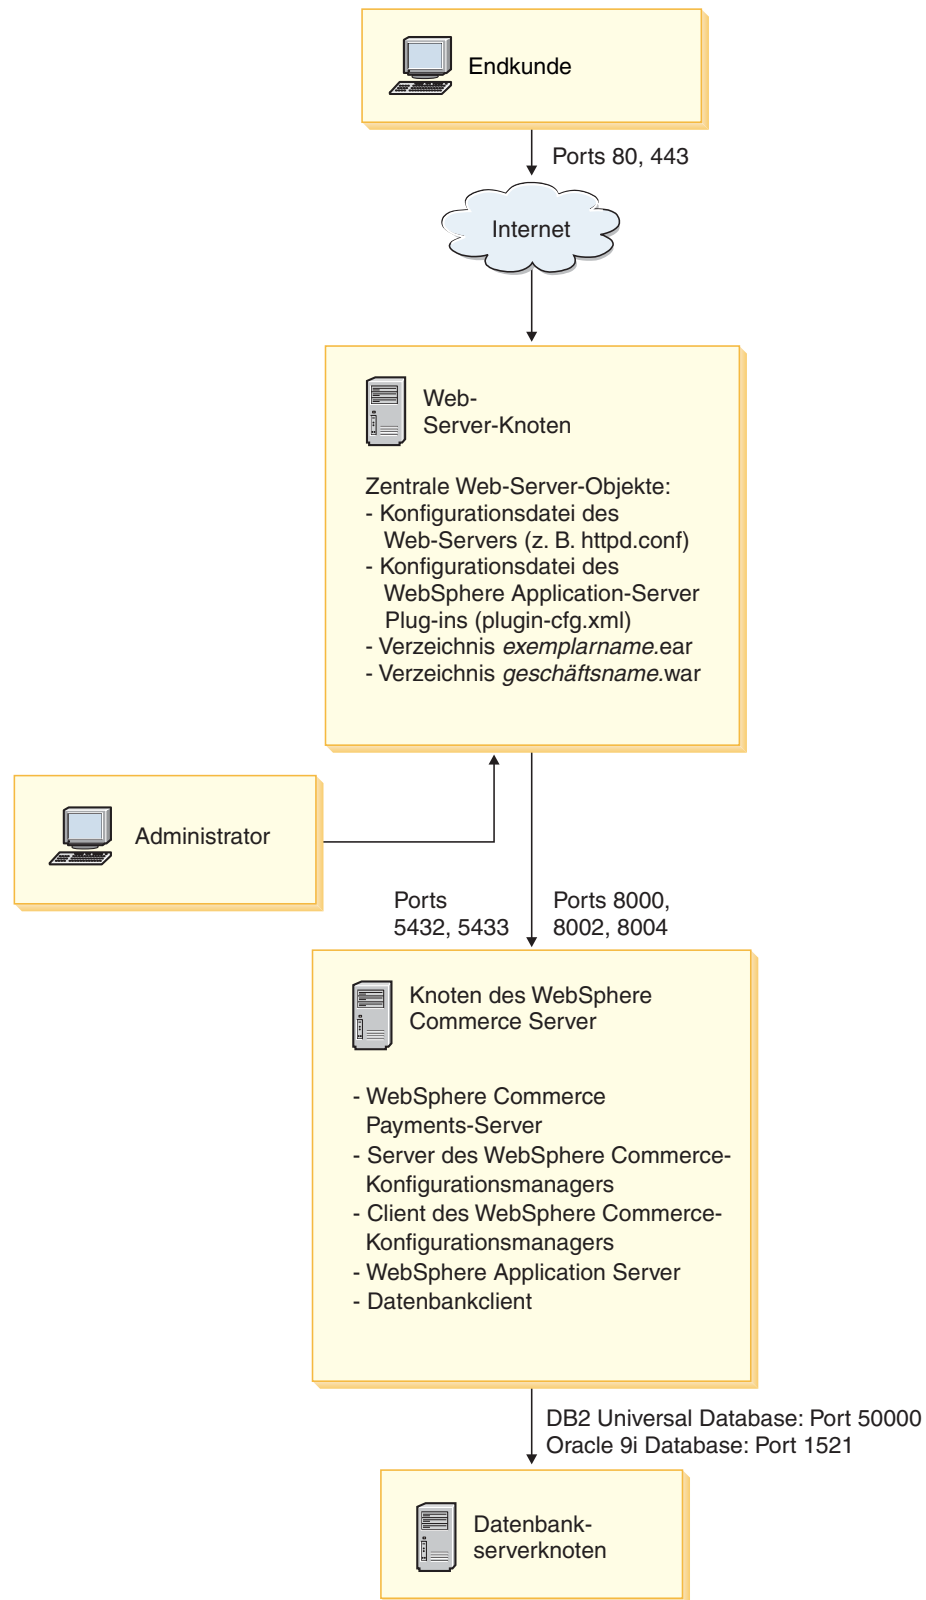 Endkunde
Ports 80, 443
Internet
Web-
Server-Knoten
Zentrale Web-Server-Objekte:
- Konfigurationsdatei des
Web-Servers (z. B. httpd.conf)
- Konfigurationsdatei des
WebSphere Application-Server
Plug-ins (plugin-cfg.xml)
- Verzeichnis exemplarname.ear
- Verzeichnis geschäftsname.war
Administrator
Ports
5432, 5433
Ports 8000,
8002, 8004
Knoten des WebSphere
Commerce Server
- WebSphere Commerce
Payments-Server
- Server des WebSphere Commerce-
Konfigurationsmanagers
- Client des WebSphere Commerce-
Konfigurationsmanagers
- WebSphere Application Server
- Datenbankclient
DB2 Universal Database: Port 50000
Oracle 9i Database: Port 1521
Datenbank-
serverknoten